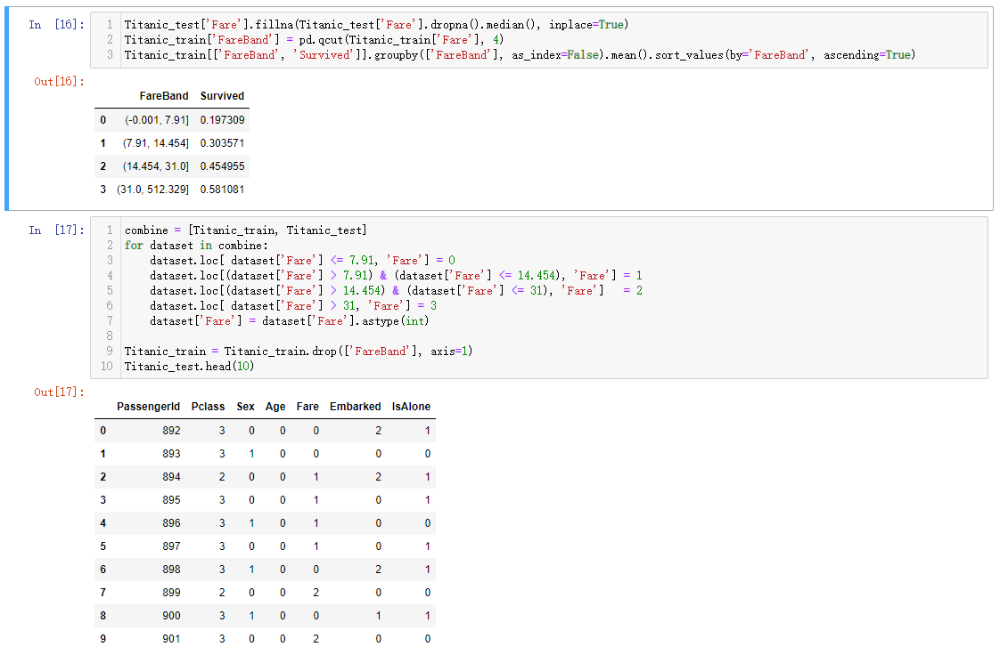 In [16]:
1 Titanic_test['Fare'].fillna(Titanic_test['Fare'].dropna().median(), inplace=True)
2 Titanic_train['FareBand'] = pd.qcut(Titanic_train['Fare'], 4)
3 Titanic_train[['FareBand', 'Survived']].groupby(['FareBand'], as_index=False).mean().sort_values(by='FareBand', ascending=True)
Out[16]:
FareBand Survived
0 (-0.001, 7.91] 0.197309
1 (7.91, 14.454] 0.303571
2 (14.454, 31.0] 0.454955
3 (31.0, 512.329] 0.581081
In [17]:
1 combine = [Titanic_train, Titanic_test]
2 for dataset in combine:
3     dataset.loc[ dataset['Fare'] <= 7.91, 'Fare'] = 0
4     dataset.loc[(dataset['Fare'] > 7.91) & (dataset['Fare'] <= 14.454), 'Fare'] = 1
5     dataset.loc[(dataset['Fare'] > 14.454) & (dataset['Fare'] <= 31), 'Fare']   = 2
6     dataset.loc[ dataset['Fare'] > 31, 'Fare'] = 3
7     dataset['Fare'] = dataset['Fare'].astype(int)
8
9 Titanic_train = Titanic_train.drop(['FareBand'], axis=1)
10 Titanic_test.head(10)
Out[17]:
PassengerId Pclass Sex Age Fare Embarked IsAlone
0 892 3 0 0 0 2 1
1 893 3 1 0 0 0 0
2 894 2 0 0 1 2 1
3 895 3 0 0 1 0 1
4 896 3 1 0 1 0 0
5 897 3 0 0 1 0 1
6 898 3 1 0 0 2 1
7 899 2 0 0 2 0 0
8 900 3 1 0 0 1 1
9 901 3 0 0 2 0 0